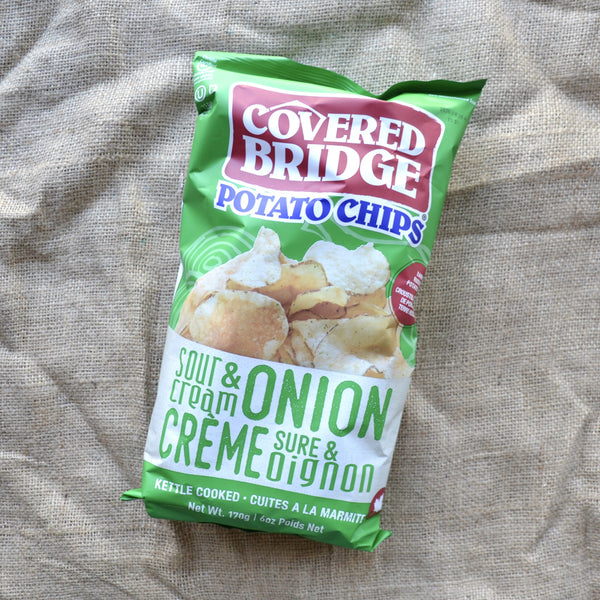 COVERED
BRIDGE
POTATO CHIPS®
sour &
cream
ONION
CRÈME
SURE &
oignon
KETTLE COOKED • CUITES A LA MARMITE
Net Wt. 170g | 6oz Poids Net